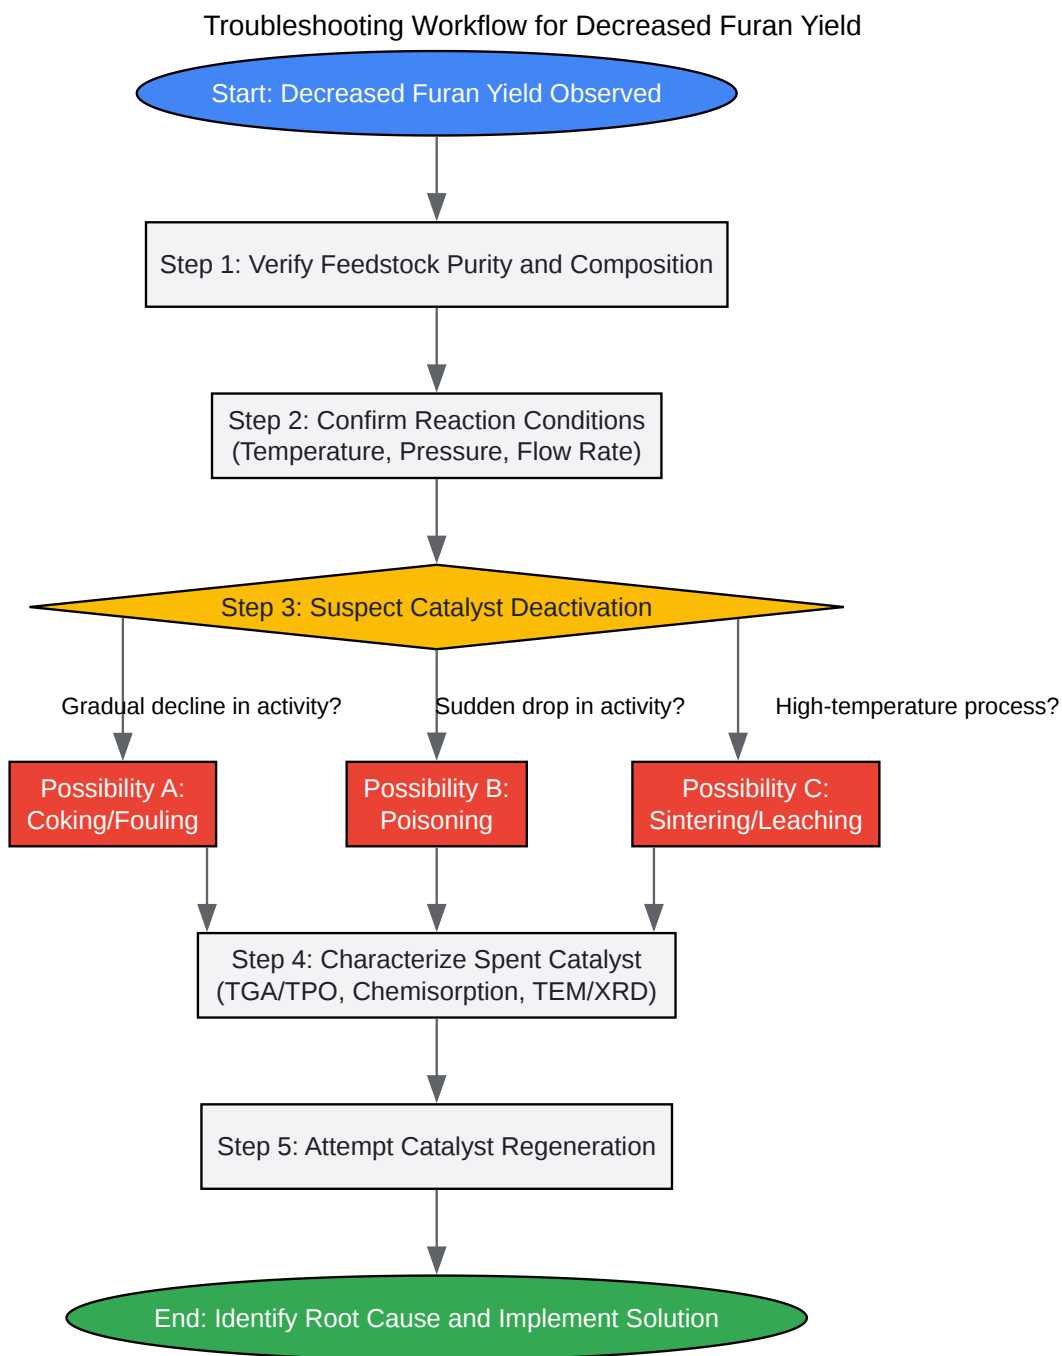 Troubleshooting Workflow for Decreased Furan Yield
Start: Decreased Furan Yield Observed
Step 1: Verify Feedstock Purity and Composition
Step 2: Confirm Reaction Conditions
(Temperature, Pressure, Flow Rate)
Step 3: Suspect Catalyst Deactivation
Gradual decline in activity?
Sudden drop in activity?
High-temperature process?
Possibility A:
Coking/Fouling
Possibility B:
Poisoning
Possibility C:
Sintering/Leaching
Step 4: Characterize Spent Catalyst
(TGA/TPO, Chemisorption, TEM/XRD)
Step 5: Attempt Catalyst Regeneration
End: Identify Root Cause and Implement Solution